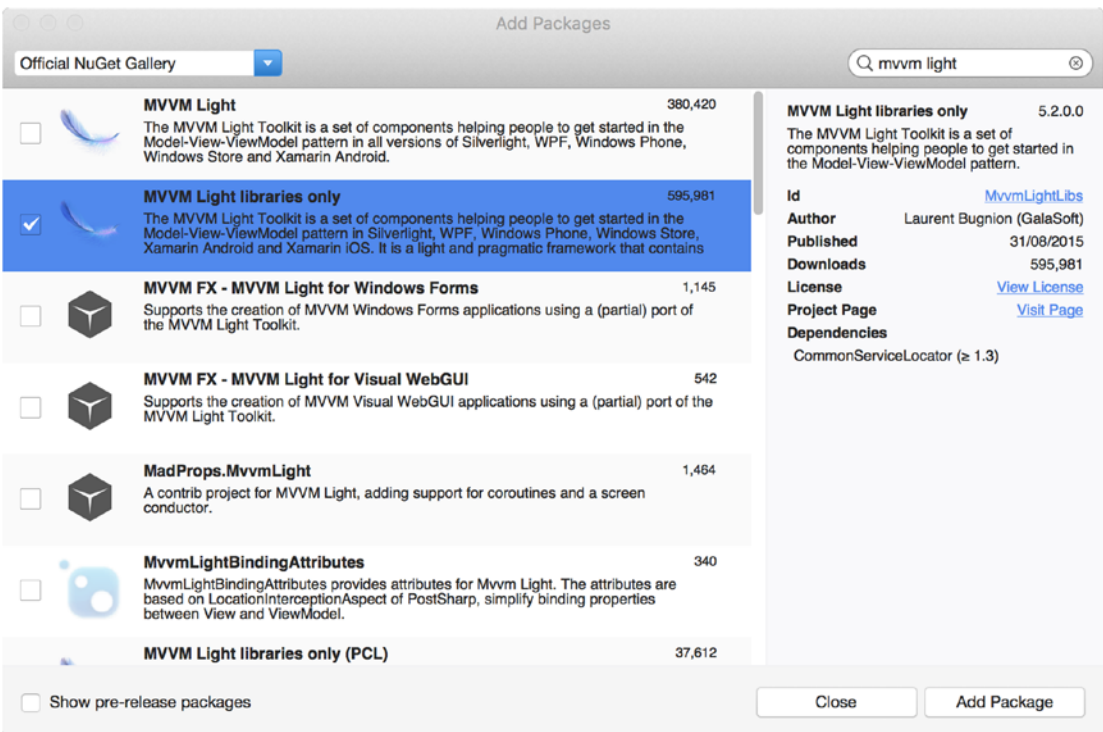 Add Packages
Official NuGet Gallery
mvvm light
MVVM Light
380,420
The MVVM Light Toolkit is a set of components helping people to get started in the
Model-View-ViewModel pattern in all versions of Silverlight, WPF, Windows Phone,
Windows Store and Xamarin Android.
MVVM Light libraries only
595,981
The MVVM Light Toolkit is a set of components helping people to get started in the
Model-View-ViewModel pattern in Silverlight, WPF, Windows Phone, Windows Store,
Xamarin Android and Xamarin iOS. It is a light and pragmatic framework that contains
MVVM FX - MVVM Light for Windows Forms
1,145
Supports the creation of MVVM Windows Forms applications using a (partial) port of
the MVVM Light Toolkit.
MVVM FX - MVVM Light for Visual WebGUI
542
Supports the creation of MVVM Visual WebGUI applications using a (partial) port of the
MVVM Light Toolkit.
MadProps.MvvmLight
1,464
A contrib project for MVVM Light, adding support for coroutines and a screen
conductor.
MvvmLightBindingAttributes
340
MvvmLightBindingAttributes provides attributes for Mvvm Light. The attributes are
based on LocationInterceptionAspect of PostSharp, simplify binding properties
between View and ViewModel.
MVVM Light libraries only (PCL)
37,612
MVVM Light libraries only 5.2.0.0
The MVVM Light Toolkit is a set of
components helping people to get started in
the Model-View-ViewModel pattern.
Id MvvmLightLibs
Author Laurent Bugnion (GalaSoft)
Published 31/08/2015
Downloads 595,981
License View License
Project Page Visit Page
Dependencies
CommonServiceLocator (≥ 1.3)
Show pre-release packages
Close
Add Package